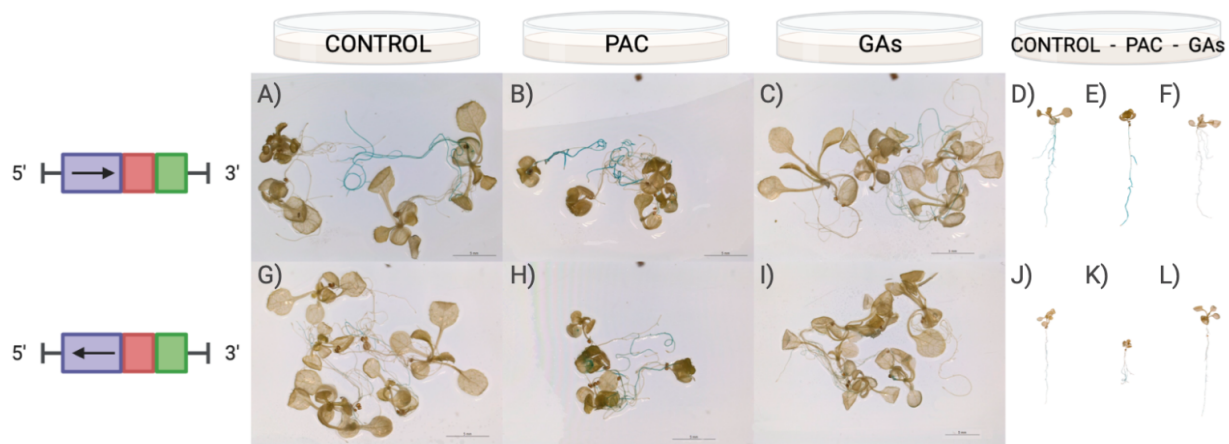 CONTROL
PAC
GAs
CONTROL - PAC - GAs
A)
B)
C)
D)
E)
F)
5'
3'
G)
H)
I)
J)
K)
L)
5'
3'